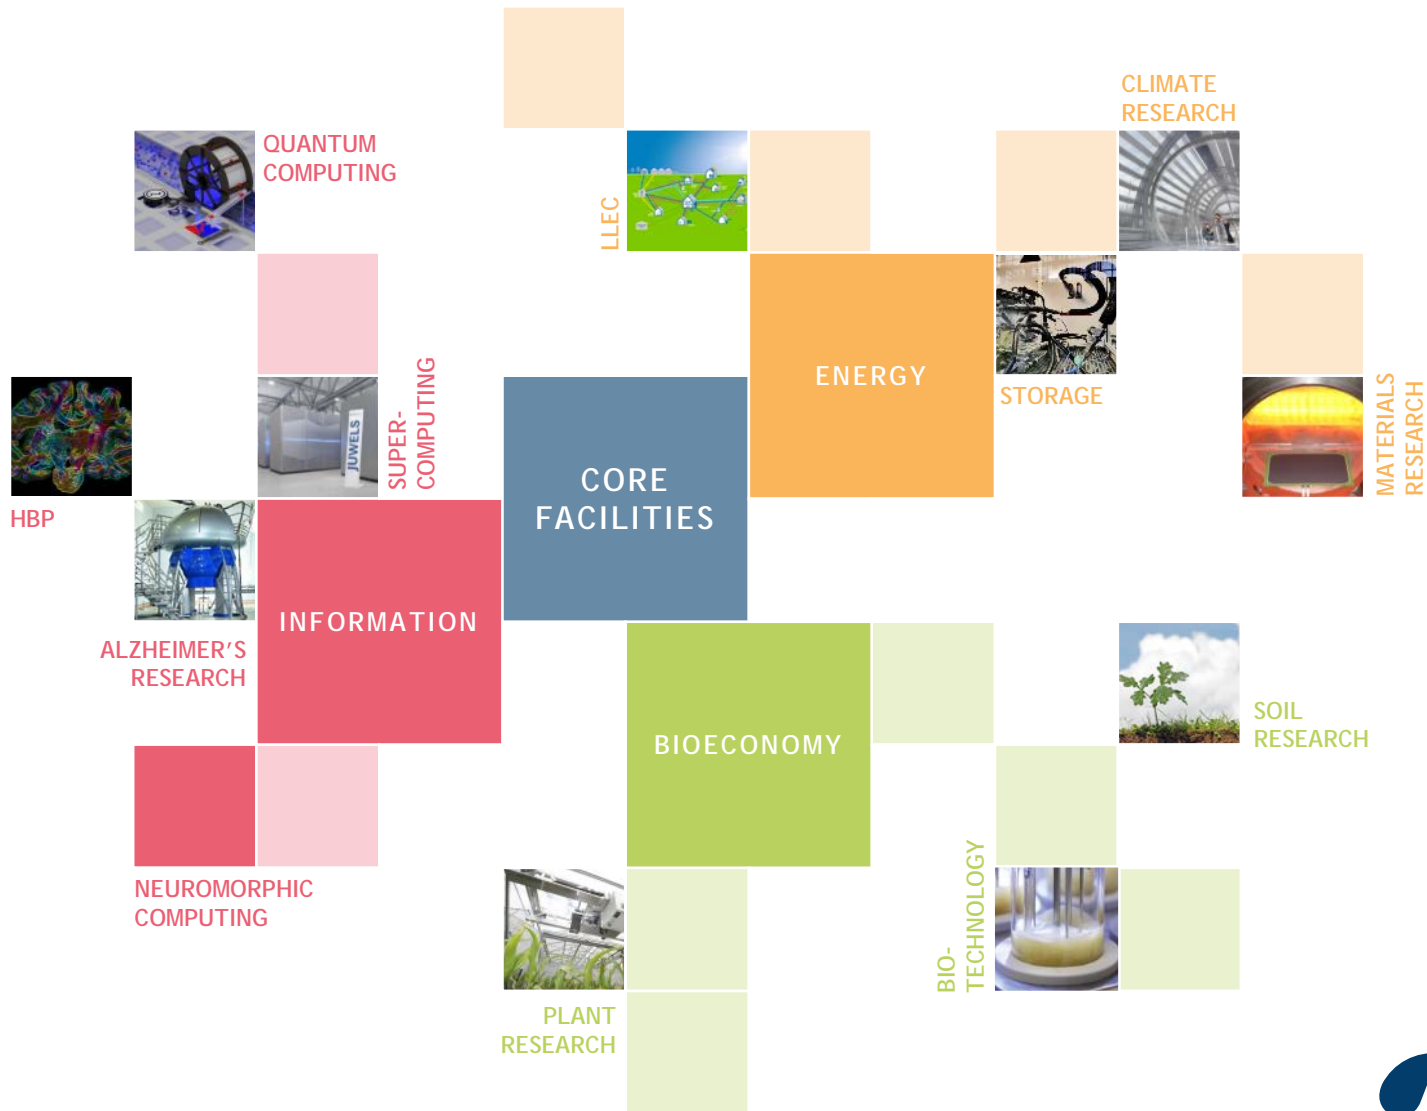 CLIMATE
RESEARCH
QUANTUM
COMPUTING
LLEC
ENERGY
STORAGE
MATERIALS
RESEARCH
SUPER-
COMPUTING
JUWELS
HBP
CORE
FACILITIES
INFORMATION
ALZHEIMER'S
RESEARCH
BIOECONOMY
SOIL
RESEARCH
NEUROMORPHIC
COMPUTING
BIO-
TECHNOLOGY
PLANT
RESEARCH